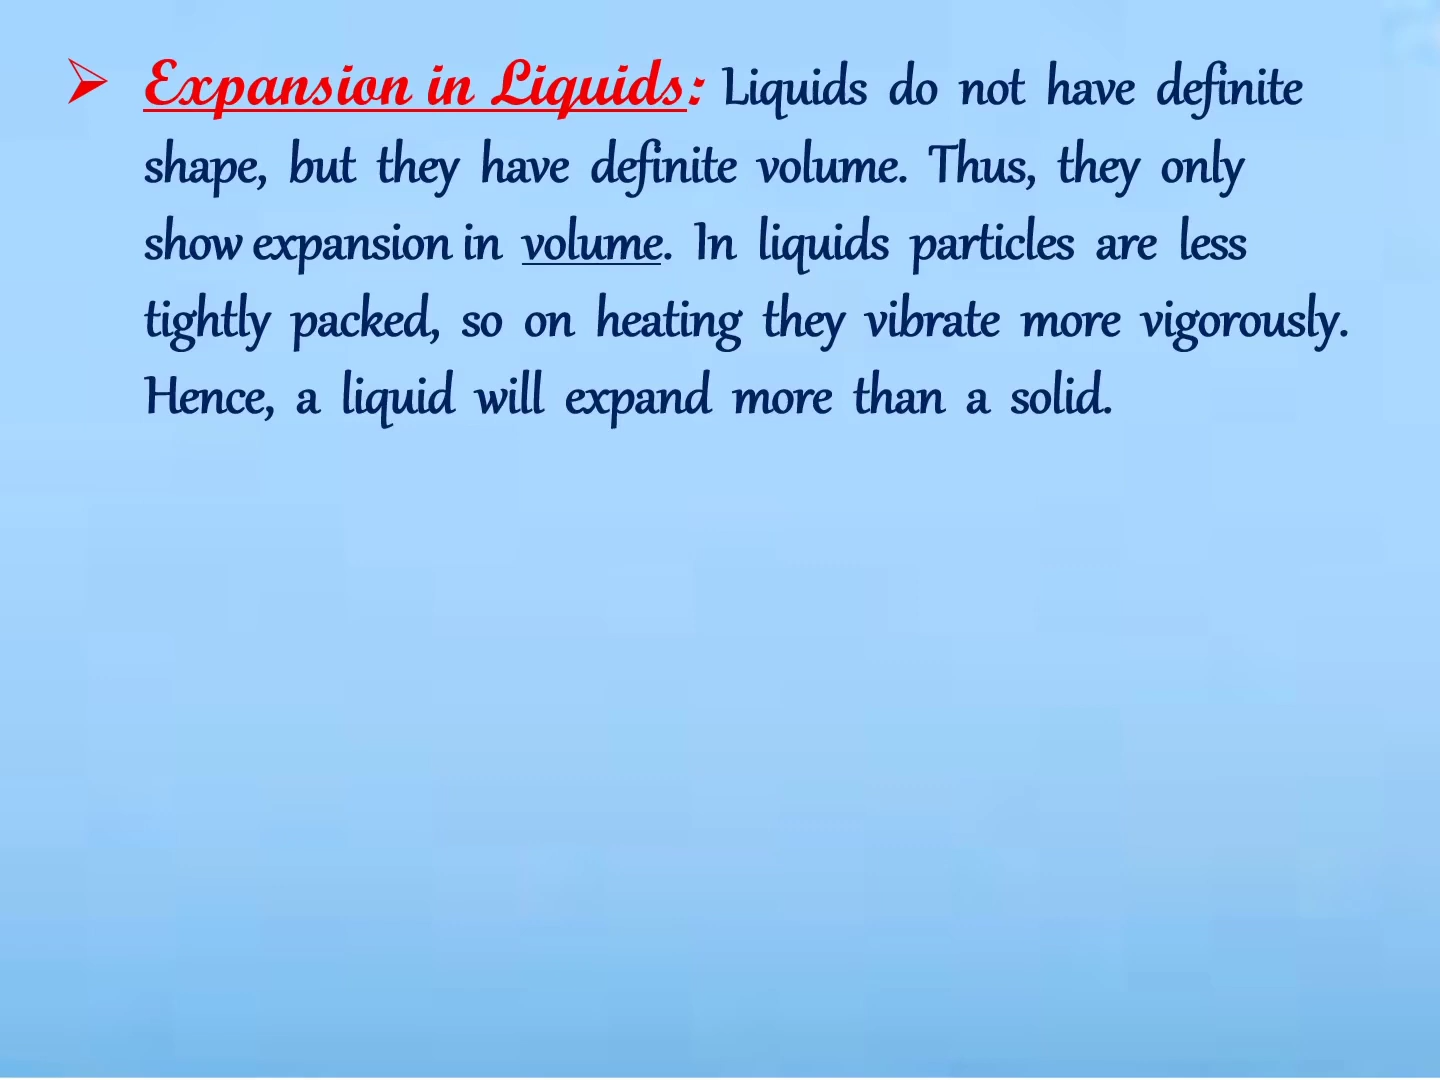 ➢ Expansion in Liquids: Liquids do not have definite
shape, but they have definite volume. Thus, they only
show expansion in volume. In liquids particles are less
tightly packed, so on heating they vibrate more vigorously.
Hence, a liquid will expand more than a solid.